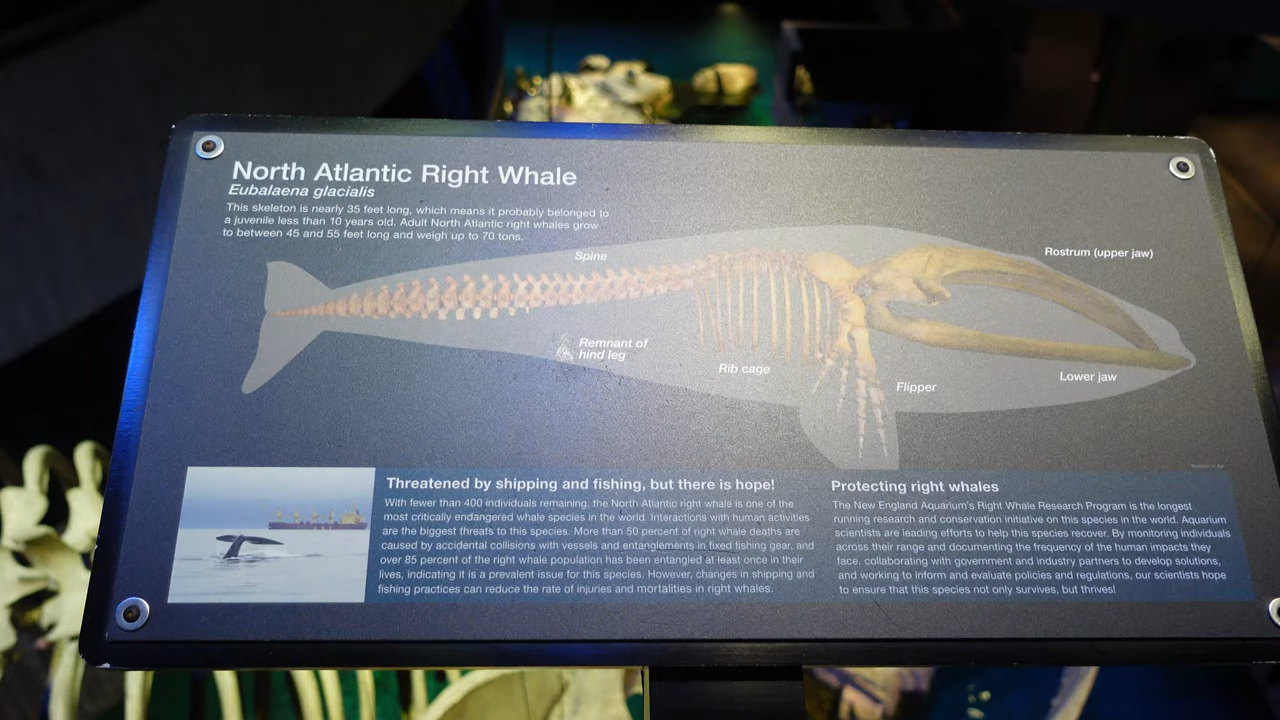 North Atlantic Right Whale
Eubalaena glacialis
This skeleton is nearly 35 feet long, which means it probably belonged to
a juvenile less than 10 years old. Adult North Atlantic right whales grow
to between 45 and 55 feet long and weigh up to 70 tons.
Spine
Rostrum (upper jaw)
Remnant of
hind leg
Rib cage
Flipper
Lower jaw
Threatened by shipping and fishing, but there is hope!
With fewer than 400 individuals remaining, the North Atlantic right whale is one of the
most critically endangered whale species in the world. Interactions with human activities
are the biggest threats to this species. More than 50 percent of right whale deaths are
caused by accidental collisions with vessels and entanglements in fixed fishing gear, and
over 85 percent of the right whale population has been entangled at least once in their
lives, indicating it is a prevalent issue for this species. However, changes in shipping and
fishing practices can reduce the rate of injuries and mortalities in right whales.
Protecting right whales
The New England Aquarium's Right Whale Research Program is the longest
running research and conservation initiative on this species in the world. Aquarium
scientists are leading efforts to help this species recover. By monitoring individuals
across their range and documenting the frequency of the human impacts they
face, collaborating with government and industry partners to develop solutions,
and working to inform and evaluate policies and regulations, our scientists hope
to ensure that this species not only survives, but thrives!